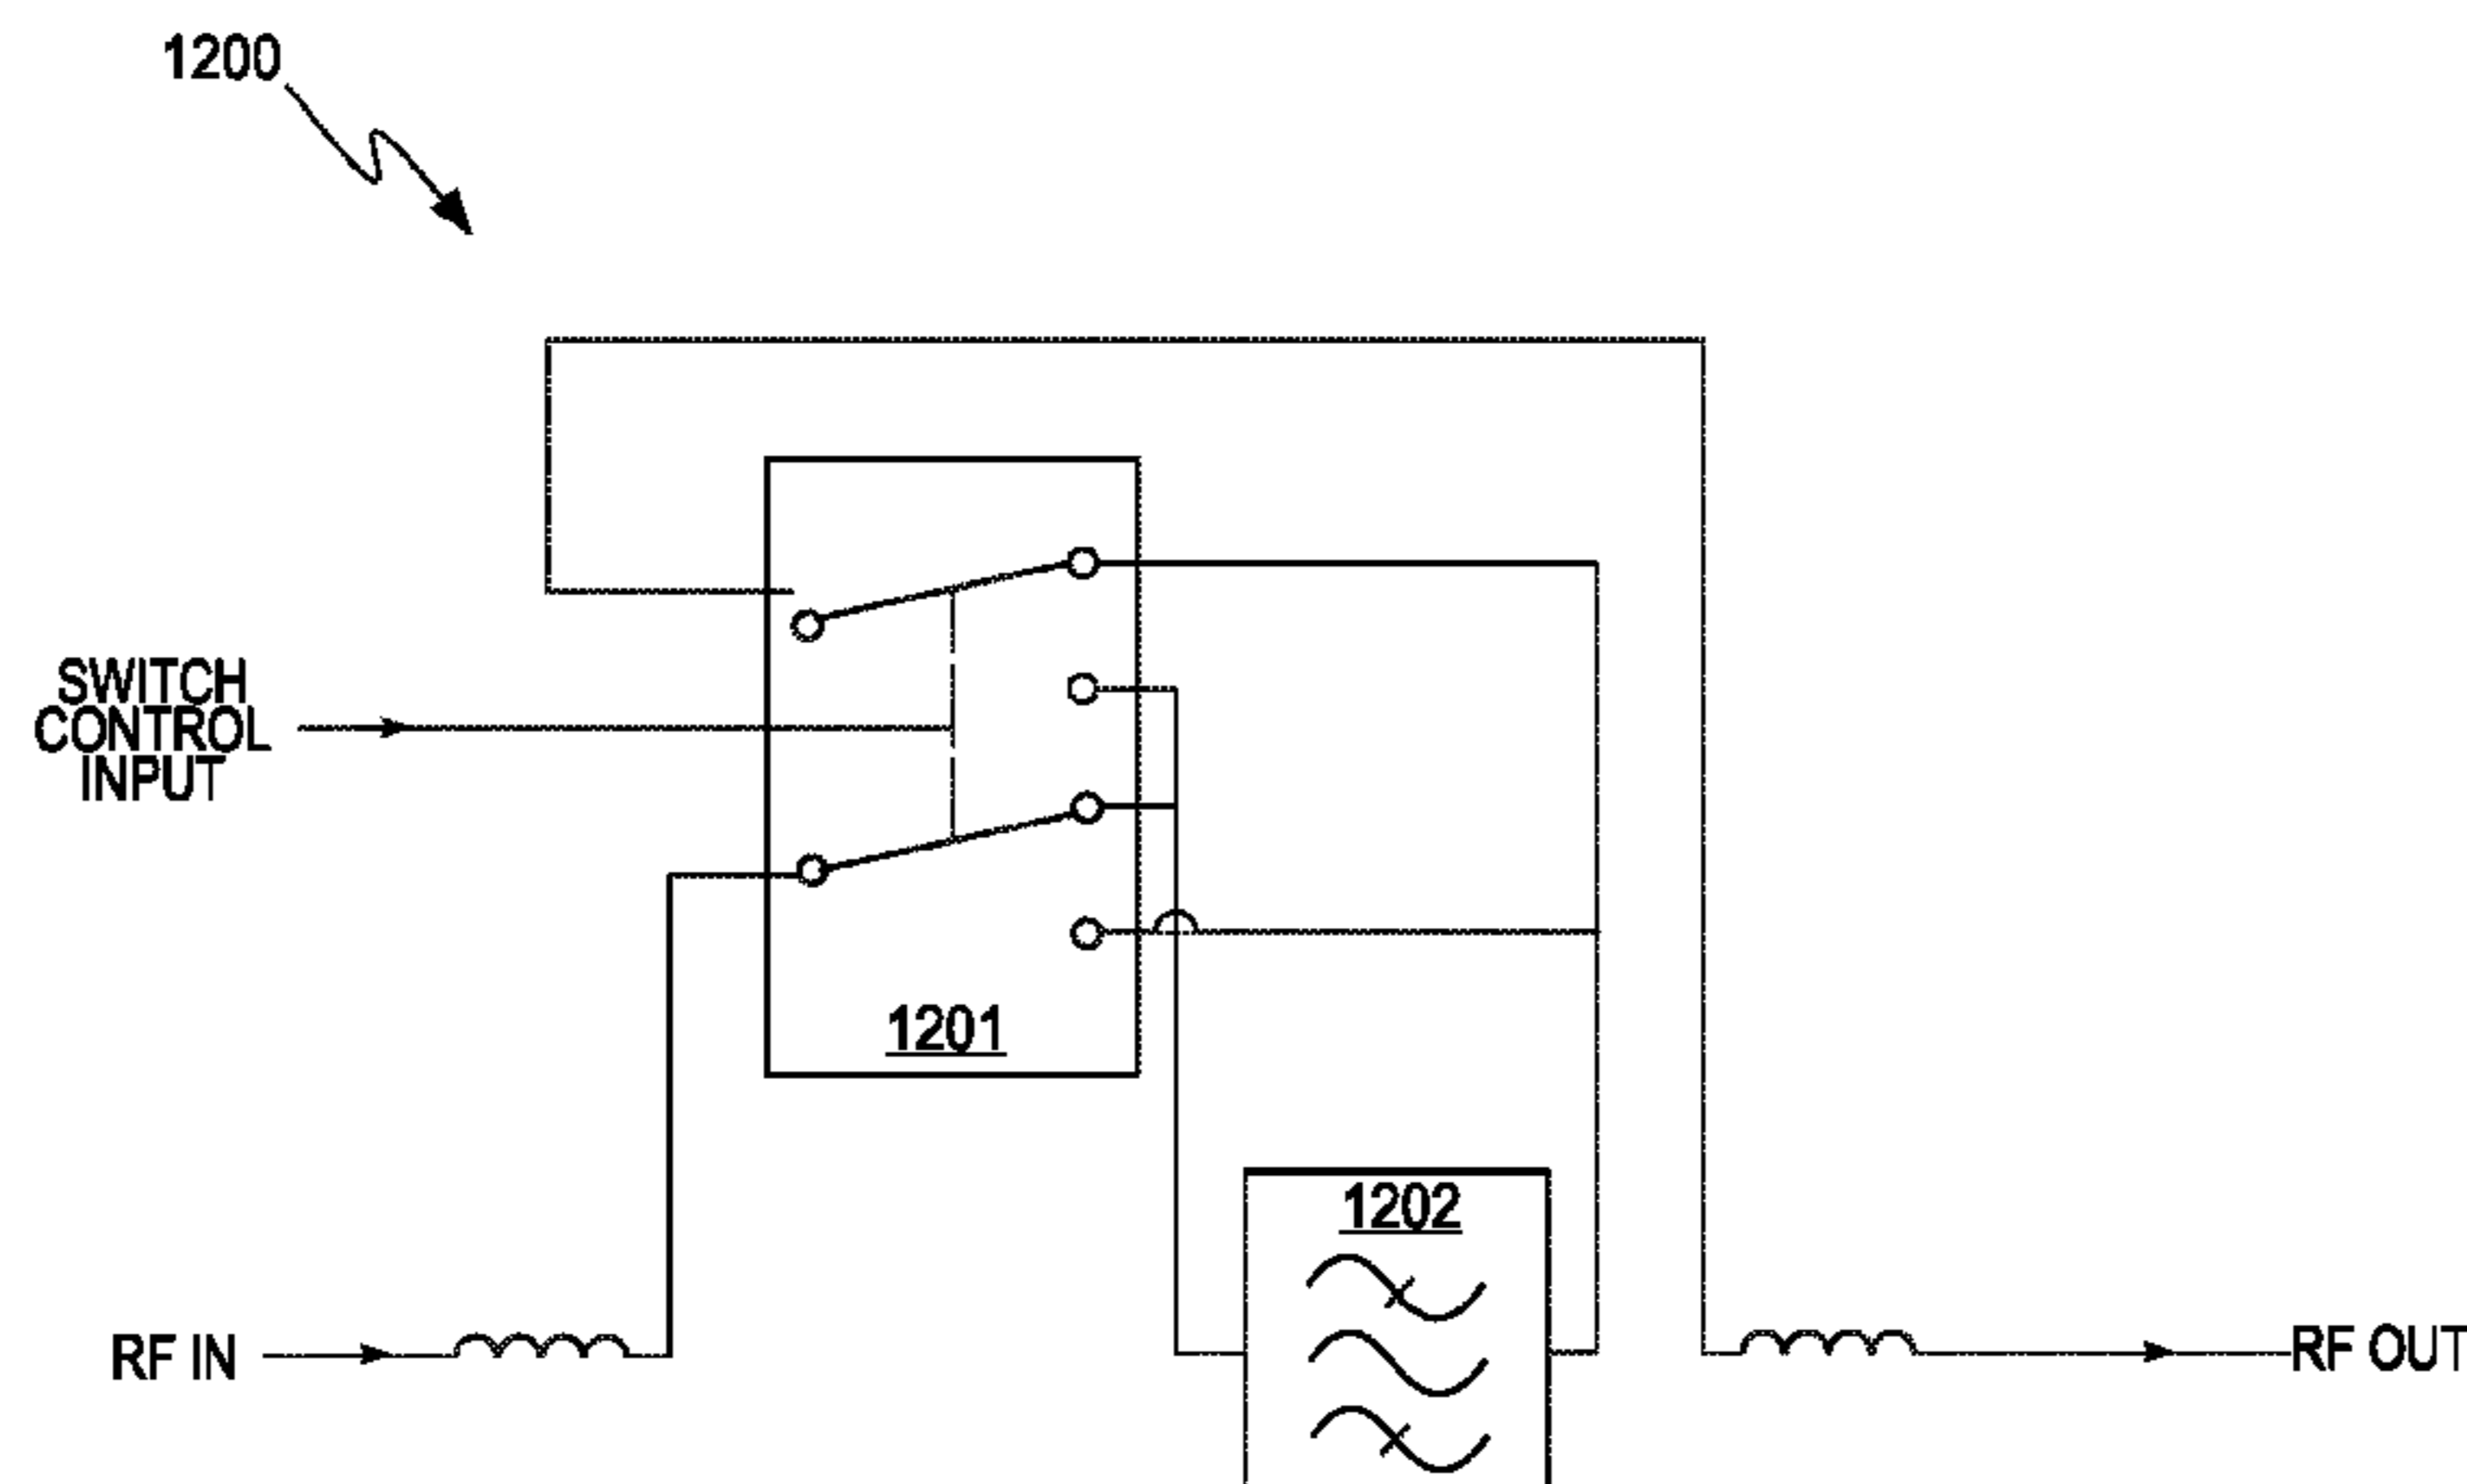 1200
SWITCH
CONTROL
INPUT
1201
1202
RF IN
RF OUT